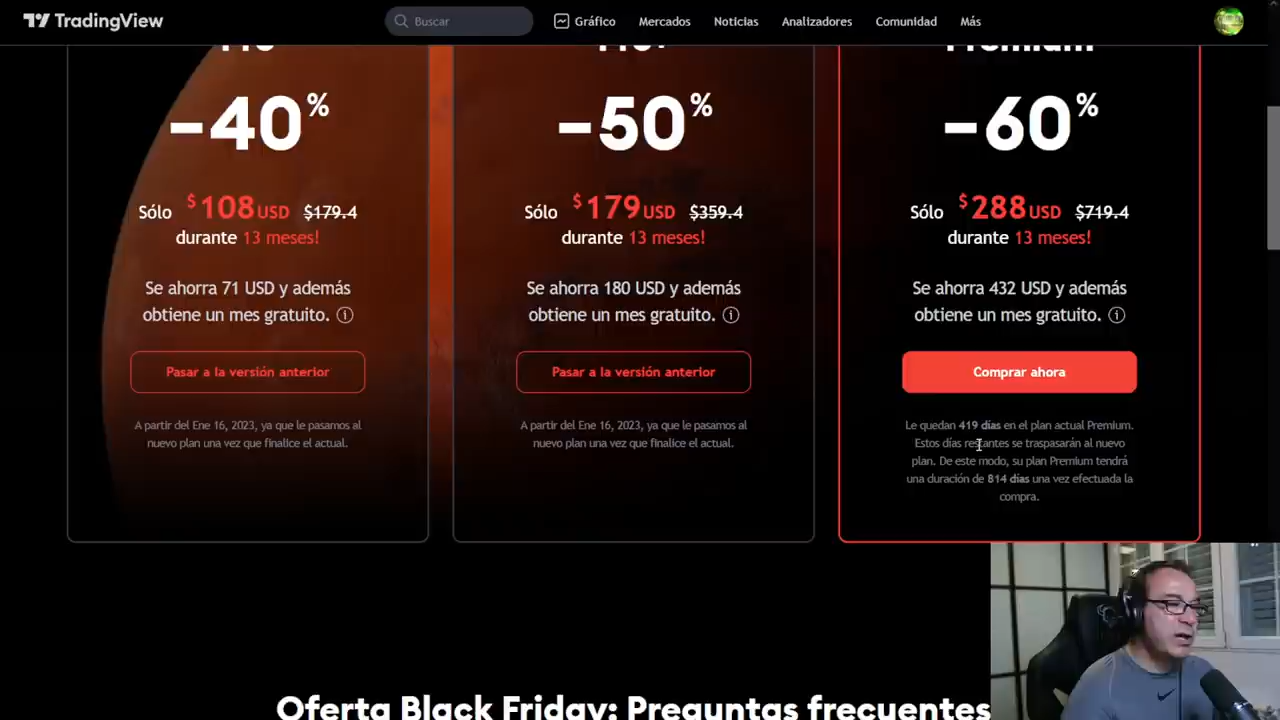 TradingView
Buscar
Gráfico
Mercados
Noticias
Analizadores
Comunidad
Más
Pro
-40%
Sólo $108 USD $179.4
durante 13 meses!
Se ahorra 71 USD y además
obtiene un mes gratuito.
Pasar a la versión anterior
A partir del Ene 16, 2023, ya que le pasamos al
nuevo plan una vez que finalice el actual.
Pro+
-50%
Sólo $179 USD $359.4
durante 13 meses!
Se ahorra 180 USD y además
obtiene un mes gratuito.
Pasar a la versión anterior
A partir del Ene 16, 2023, ya que le pasamos al
nuevo plan una vez que finalice el actual.
Premium
-60%
Sólo $288 USD $719.4
durante 13 meses!
Se ahorra 432 USD y además
obtiene un mes gratuito.
Comprar ahora
Le quedan 419 días en el plan actual Premium.
Estos días restantes se traspasarán al nuevo
plan. De este modo, su plan Premium tendrá
una duración de 814 días una vez efectuada la
compra.
Oferta Black Friday: Preguntas frecuentes